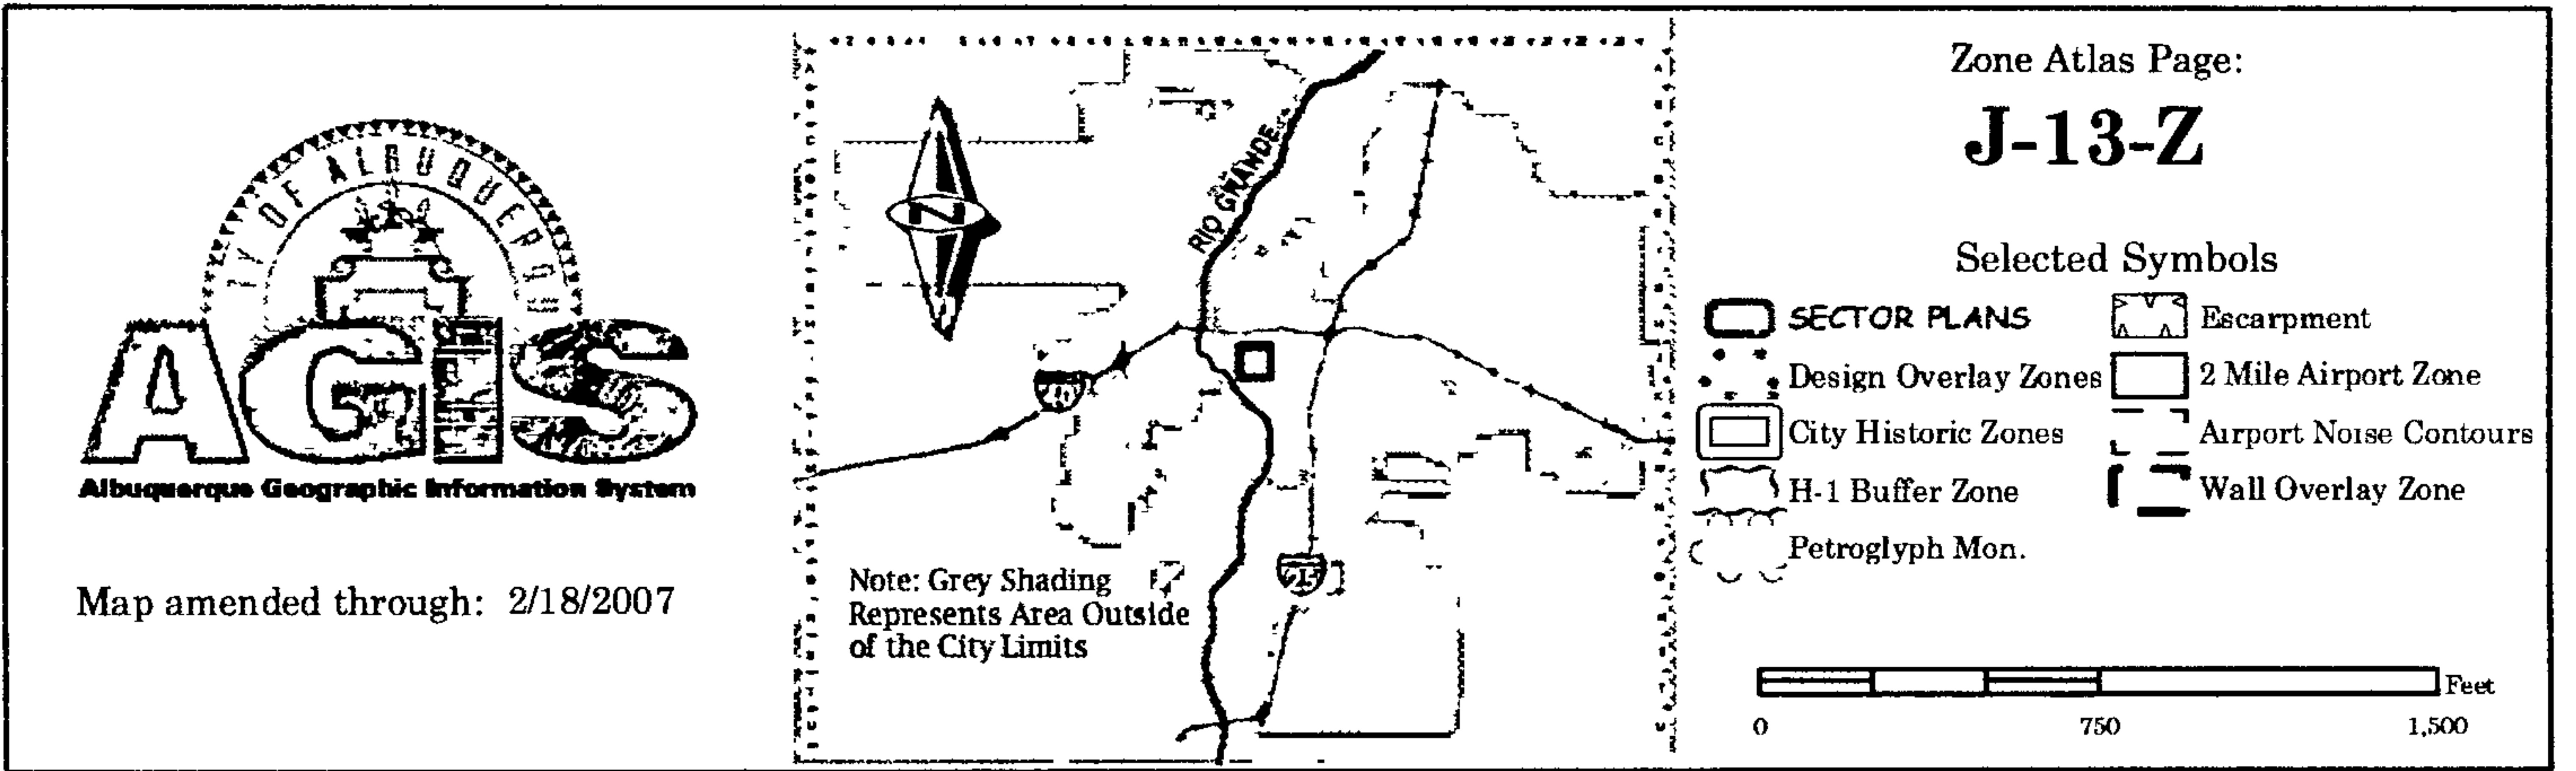 TY OF ALBUQUERQUE
AGIS
Albuquerque Geographic Information System
Map amended through: 2/18/2007
RIO GRANDE
N
40
25
Note: Grey Shading
Represents Area Outside
of the City Limits
Zone Atlas Page:
J-13-Z
Selected Symbols
SECTOR PLANS
Escarpment
Design Overlay Zones
2 Mile Airport Zone
City Historic Zones
Airport Noise Contours
H-1 Buffer Zone
Wall Overlay Zone
Petroglyph Mon.
Feet
0 750 1,500